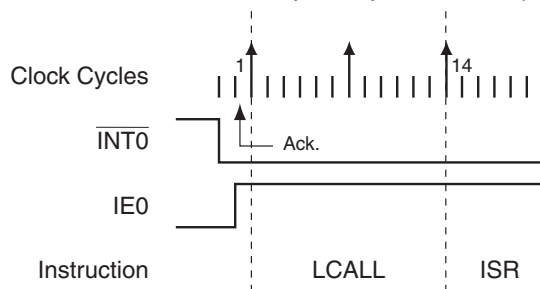 1
14
Clock Cycles
INT0
Ack.
IE0
Instruction LCALL ISR